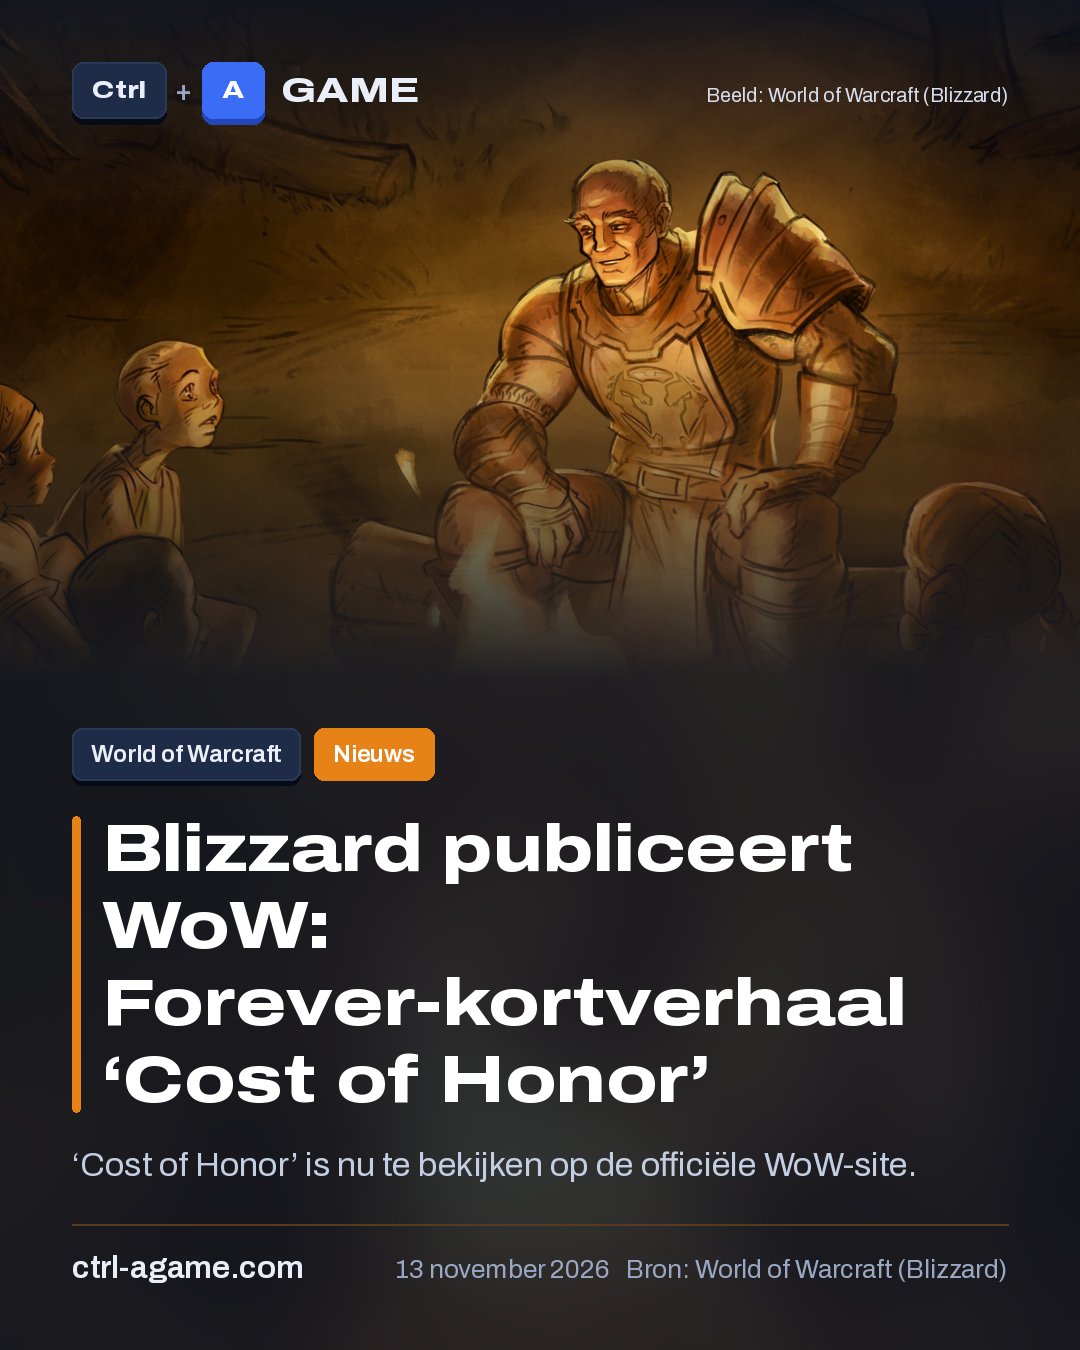 Ctrl + A GAME
Beeld: World of Warcraft (Blizzard)
World of Warcraft
Nieuws
Blizzard publiceert
WoW:
Forever-kortverhaal
‘Cost of Honor’
‘Cost of Honor’ is nu te bekijken op de officiële WoW-site.
ctrl-agame.com
13 november 2026
Bron: World of Warcraft (Blizzard)